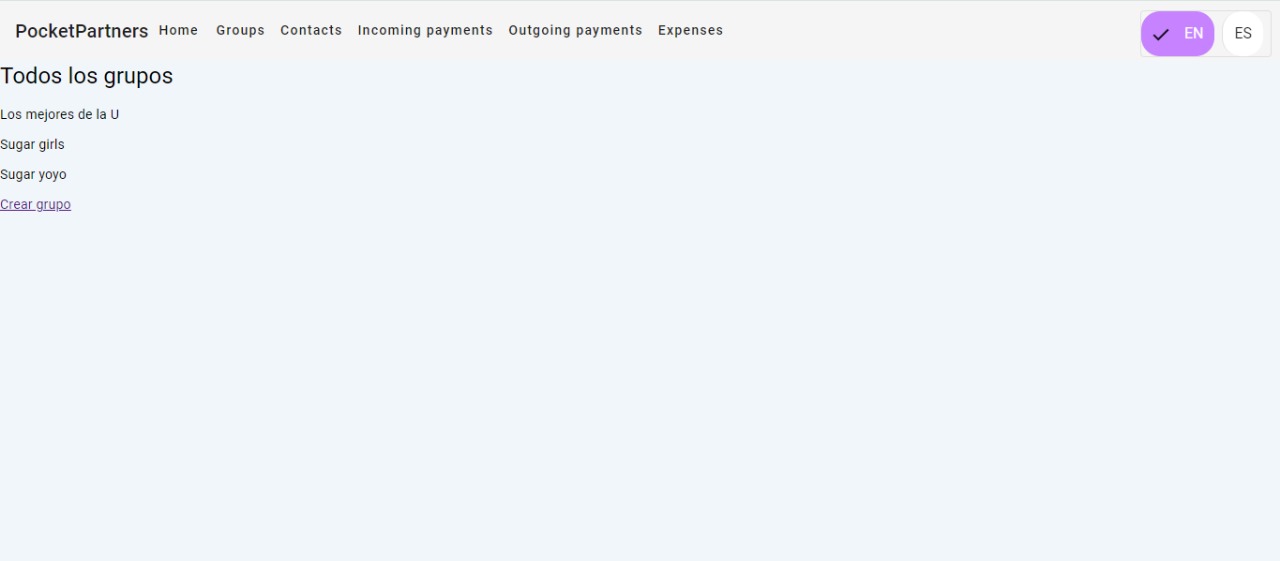 PocketPartners Home Groups Contacts Incoming payments Outgoing payments Expenses EN ES
Todos los grupos
Los mejores de la U
Sugar girls
Sugar yoyo
Crear grupo